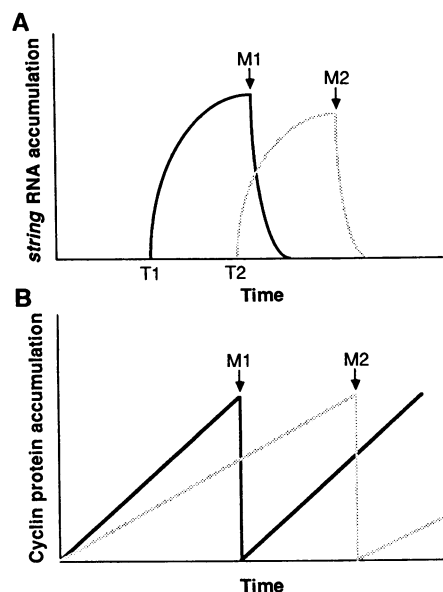 A
string RNA accumulation
M1
M2
T1
T2
Time
B
Cyclin protein accumulation
M1
M2
Time